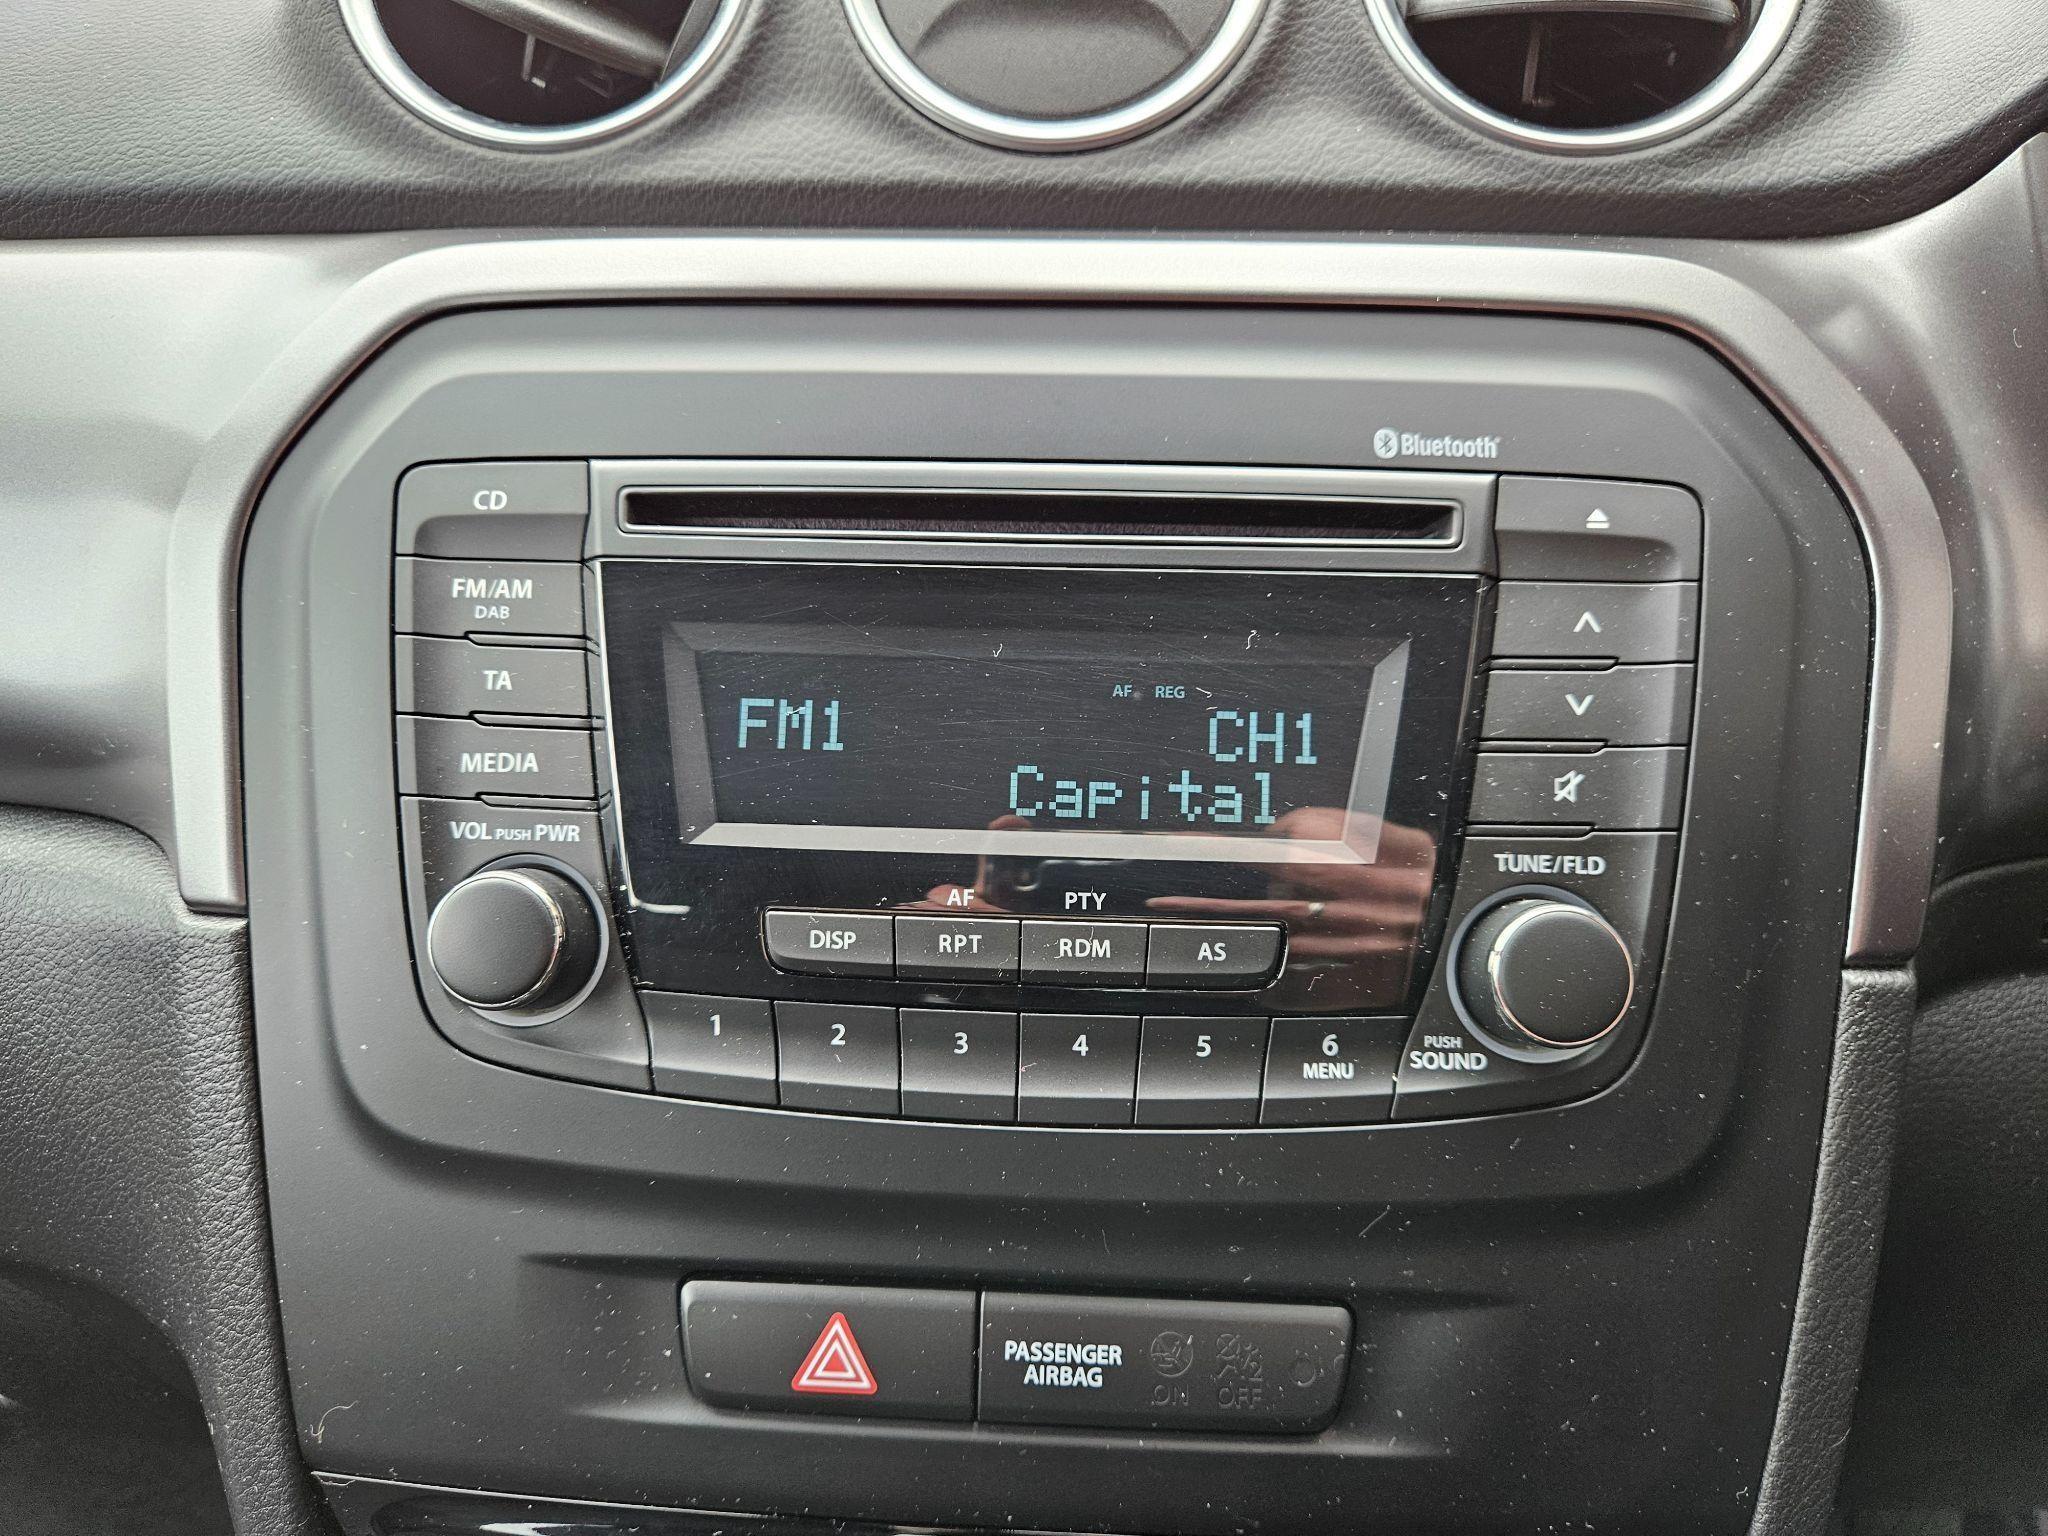 Bluetooth
CD
FM/AM
DAB
TA
MEDIA
VOL PUSH PWR
AF REG
FM1 CH1
Capital
TUNE/FLD
AF PTY
DISP RPT RDM AS
1 2 3 4 5 6
MENU
PUSH
SOUND
PASSENGER
AIRBAG
ON OFF